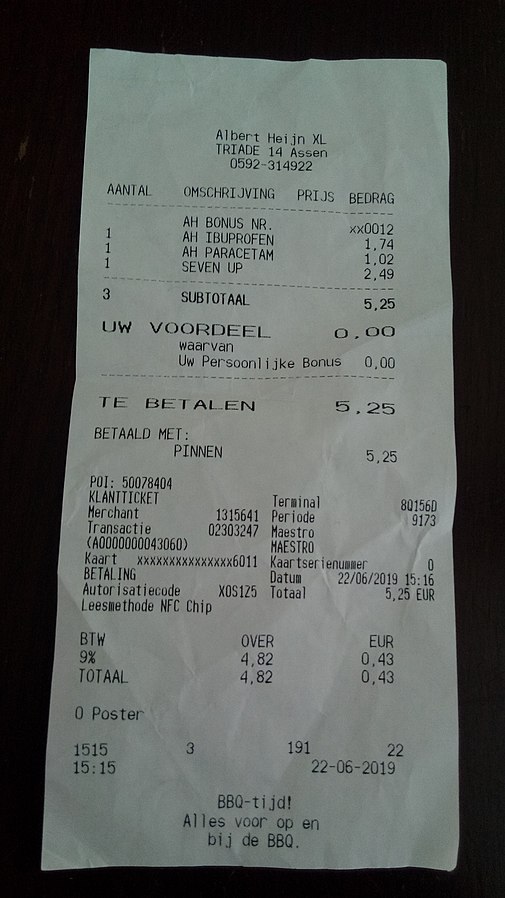 Albert Heijn XL
TRIADE 14 Assen
0592-314922
AANTAL OMSCHRIJVING PRIJS BEDRAG
AH BONUS NR. xx0012
1 AH IBUPROFEN 1,74
1 AH PARACETAM 1,02
1 SEVEN UP 2,49
3 SUBTOTAAL 5,25
UW VOORDEEL 0,00
waarvan
Uw Persoonlijke Bonus 0,00
TE BETALEN 5,25
BETAALD MET:
PINNEN 5,25
POI: 50078404
KLANTTICKET Terminal 8Q156D
Merchant 1315641 Periode 9173
Transactie 02303247 Maestro
(A0000000043060) MAESTRO
Kaart xxxxxxxxxxxxxxx6011 Kaartserienummer 0
BETALING Datum 22/06/2019 15:16
Autorisatiecode XOS1Z5 Totaal 5,25 EUR
Leesmethode NFC Chip
BTW OVER EUR
9% 4,82 0,43
TOTAAL 4,82 0,43
0 Poster
1515 3 191 22
15:15 22-06-2019
BBQ-tijd!
Alles voor op en
bij de BBQ.